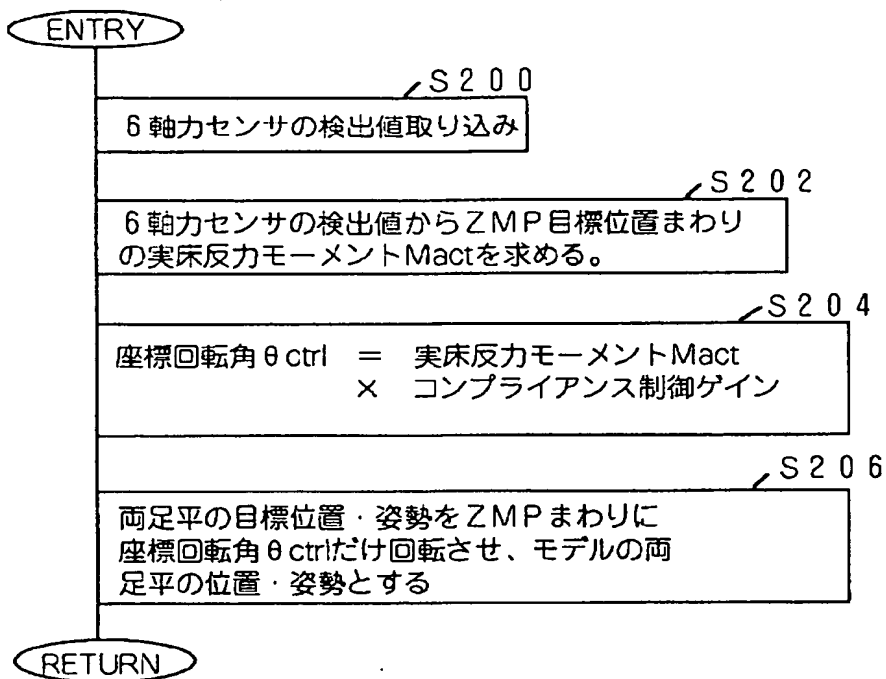 ENTRY
S200
6軸力センサの検出値取り込み
S202
6軸力センサの検出値からZMP目標位置まわり
の実床反力モーメントMactを求める。
S204
座標回転角θctrl = 実床反力モーメントMact
× コンプライアンス制御ゲイン
S206
両足平の目標位置・姿勢をZMPまわりに
座標回転角θctrlだけ回転させ、モデルの両
足平の位置・姿勢とする
RETURN